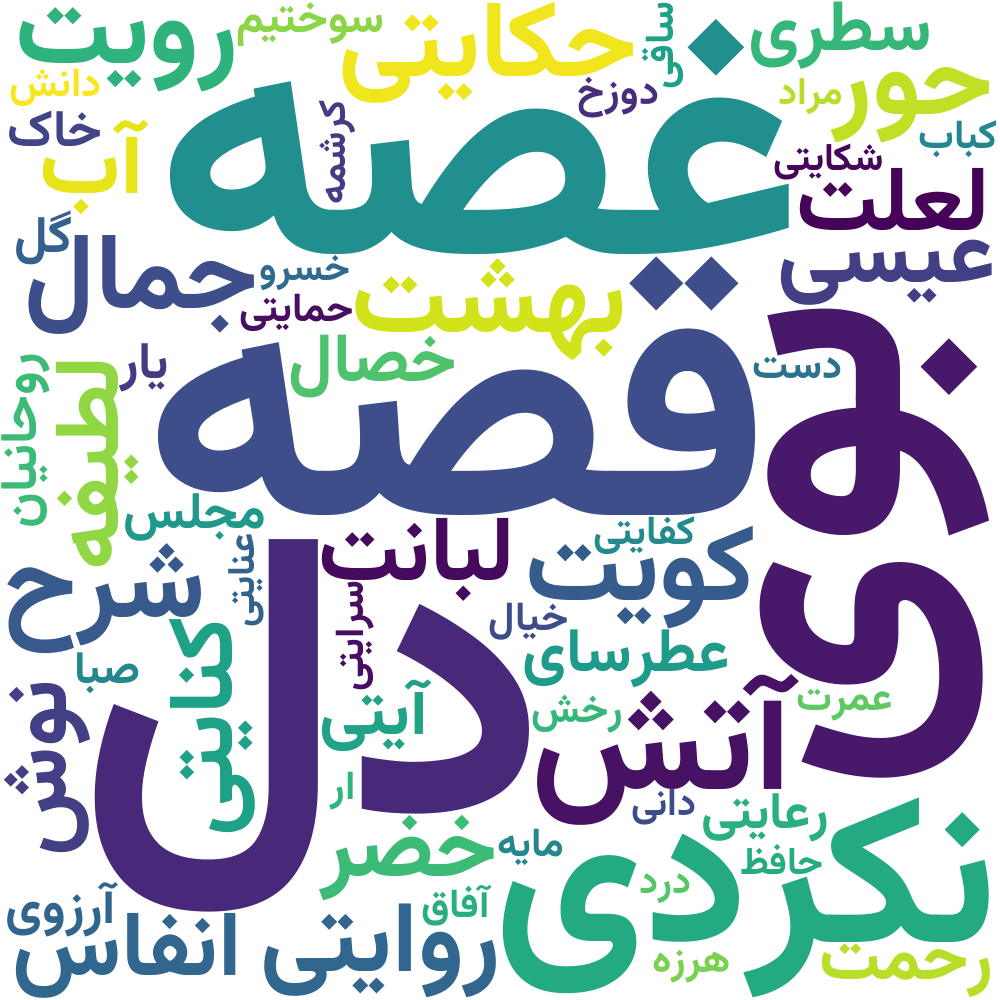 سوختیم
رویت
حکایتی
ساقی
سطری
دانش
خاک
آب
گل
کرشمه
غصه
دوزخ
مراد
حور
کباب
شکایتی
لعلت
عیسی
جمال
خسرو
حمایتی
بهشت
خصال
یار
لطیفه
روحانیان
قصه
دست
بوی
مجلس
عنایتی
لبانت
کفایتی
کویت
شرح
دل
سرایتی
خیال
عطرسای
صبا
کنایتی
نوش
آیتی
رخش
آتش
عمرت
ار
دانی
رعایتی
خضر
مایه
حافظ
نکردی
درد
آرزوی
انفاس
روایتی
آفاق
هرزه
رحمت